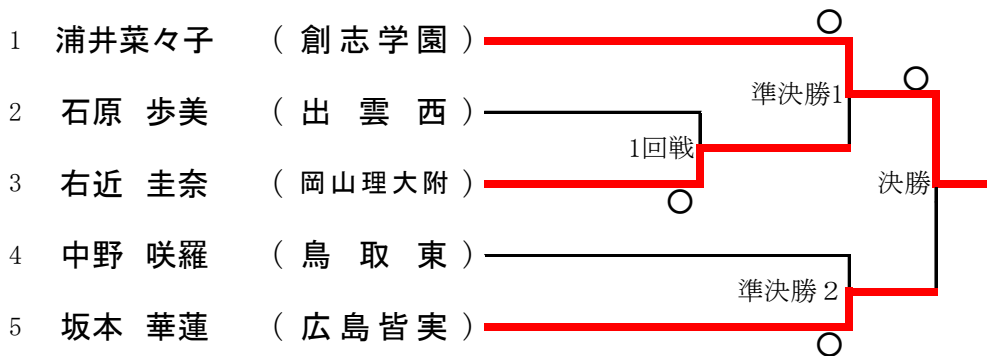 1 浦井菜々子 ( 創志学園 )
2 石原 歩美 ( 出 雲 西 )
3 右近 圭奈 ( 岡山理大附 )
4 中野 咲羅 ( 鳥 取 東 )
5 坂本 華蓮 ( 広島皆実 )
1回戦
準決勝1
準決勝 2
決勝